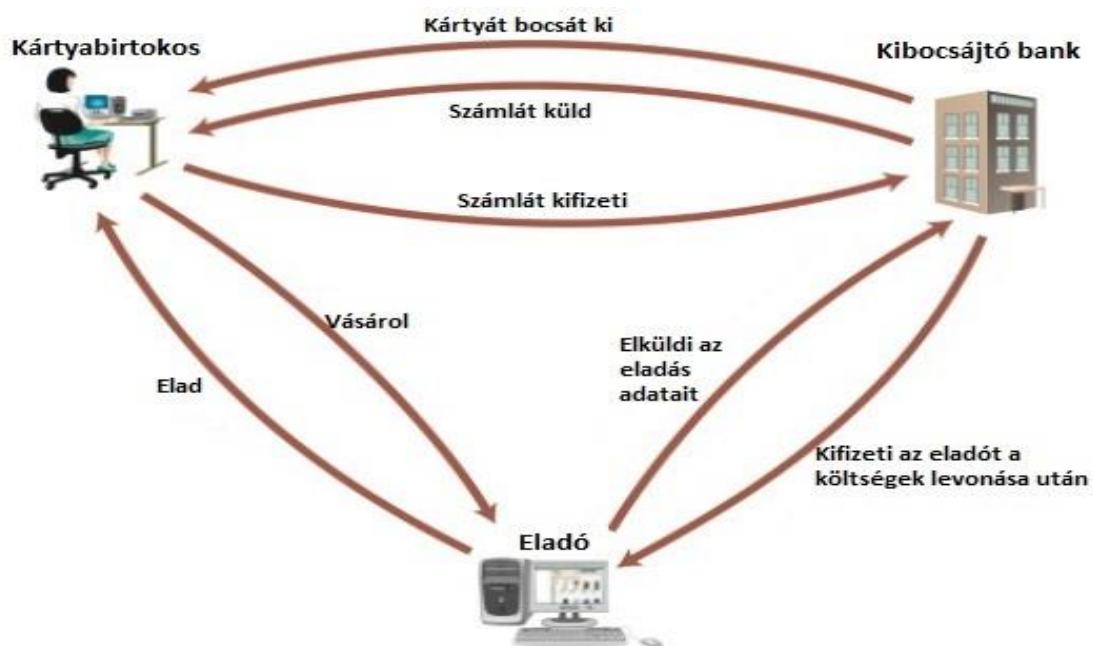 Kártyát bocsát ki
Kártyabirtokos
Kibocsájtó bank
Számlát küld
Számlát kifizeti
Vásárol
Elad
Elküldi az
eladás
adatait
Kifizeti az eladót a
költségek levonása után
Eladó